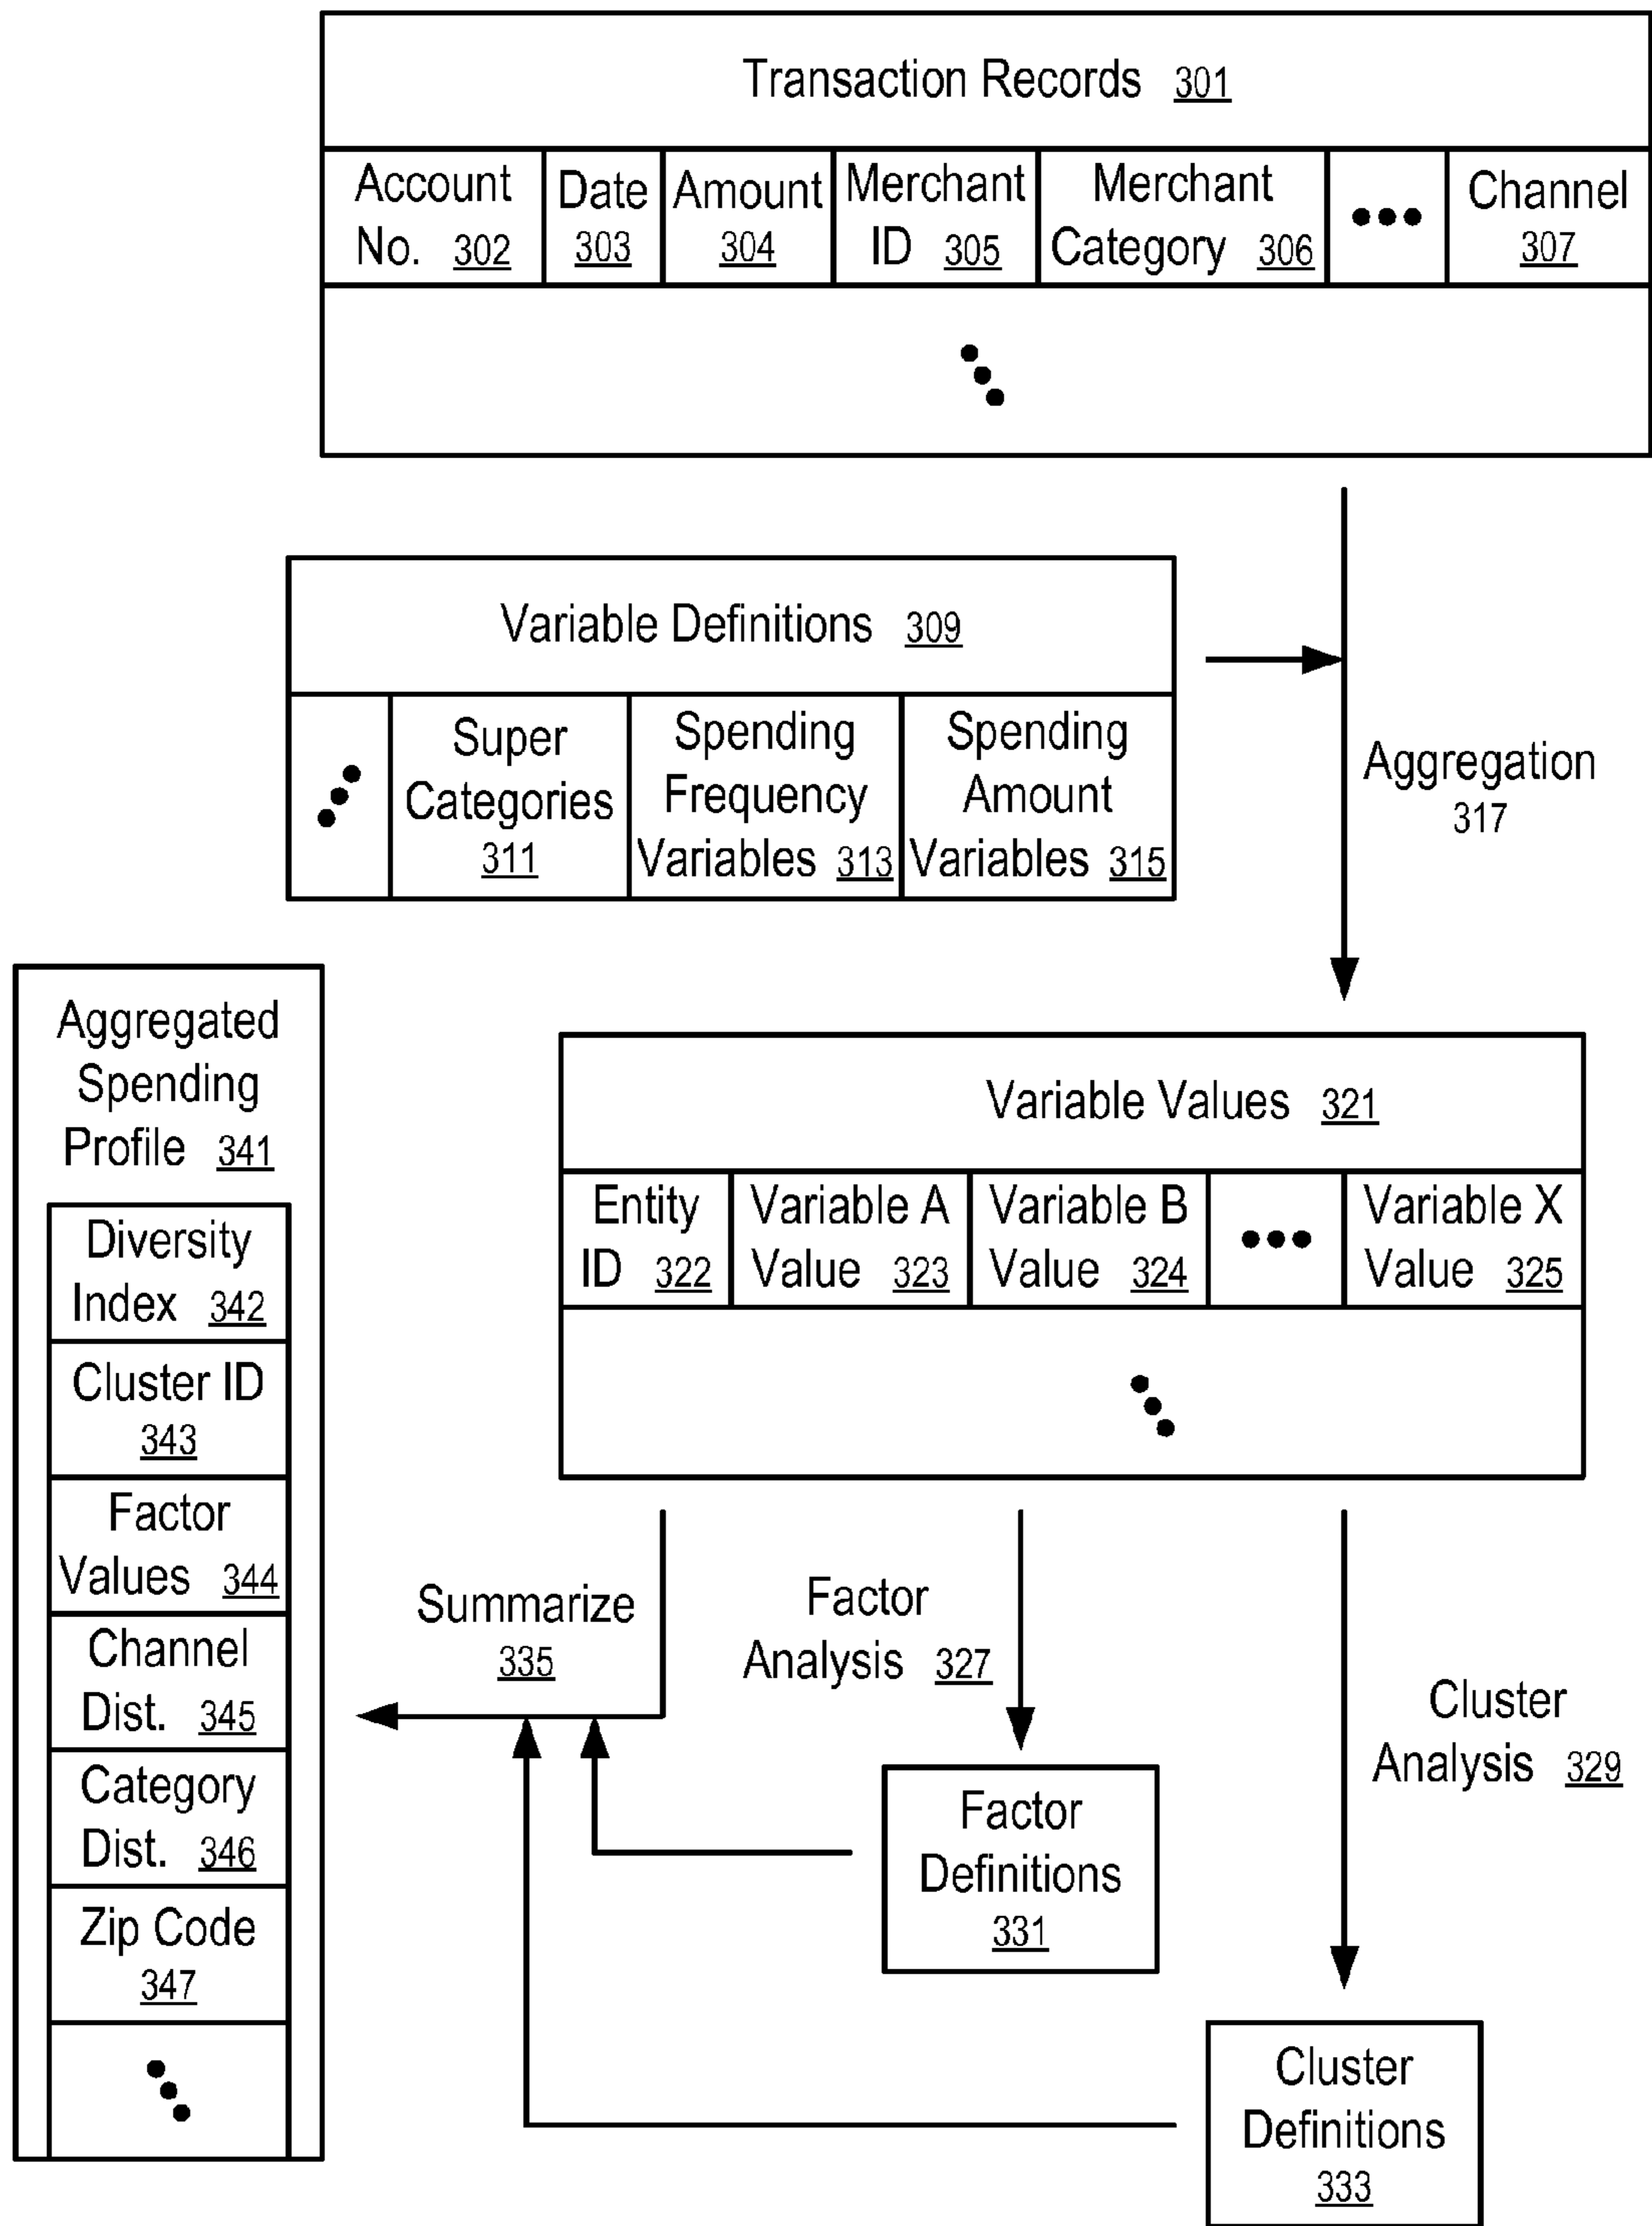 Transaction Records 301
Account
No. 302
Date
303
Amount
304
Merchant
ID 305
Merchant
Category 306
Channel
307
Variable Definitions 309
Super
Categories
311
Spending
Frequency
Variables 313
Spending
Amount
Variables 315
Aggregation
317
Aggregated
Spending
Profile 341
Diversity
Index 342
Cluster ID
343
Factor
Values 344
Channel
Dist. 345
Category
Dist. 346
Zip Code
347
Variable Values 321
Entity
ID 322
Variable A
Value 323
Variable B
Value 324
Variable X
Value 325
Summarize
335
Factor
Analysis 327
Cluster
Analysis 329
Factor
Definitions
331
Cluster
Definitions
333